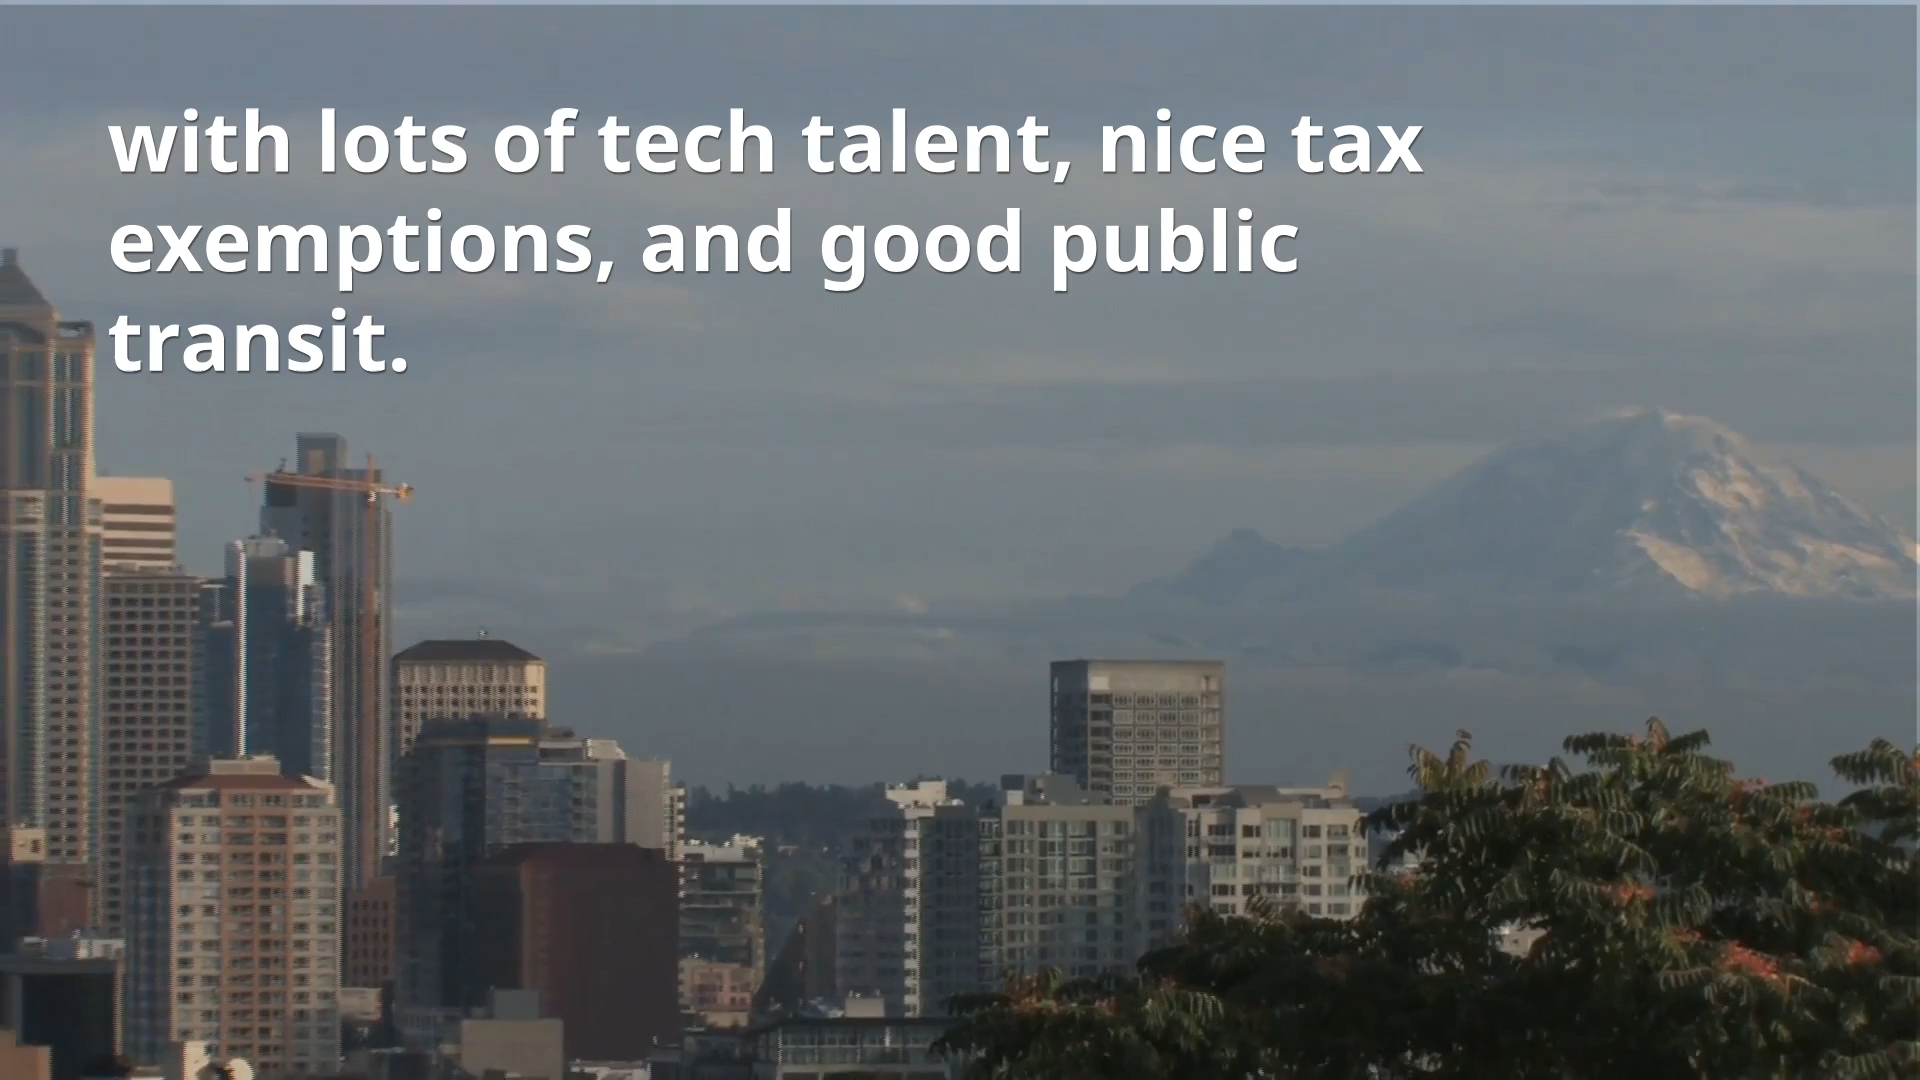 with lots of tech talent, nice tax
exemptions, and good public
transit.